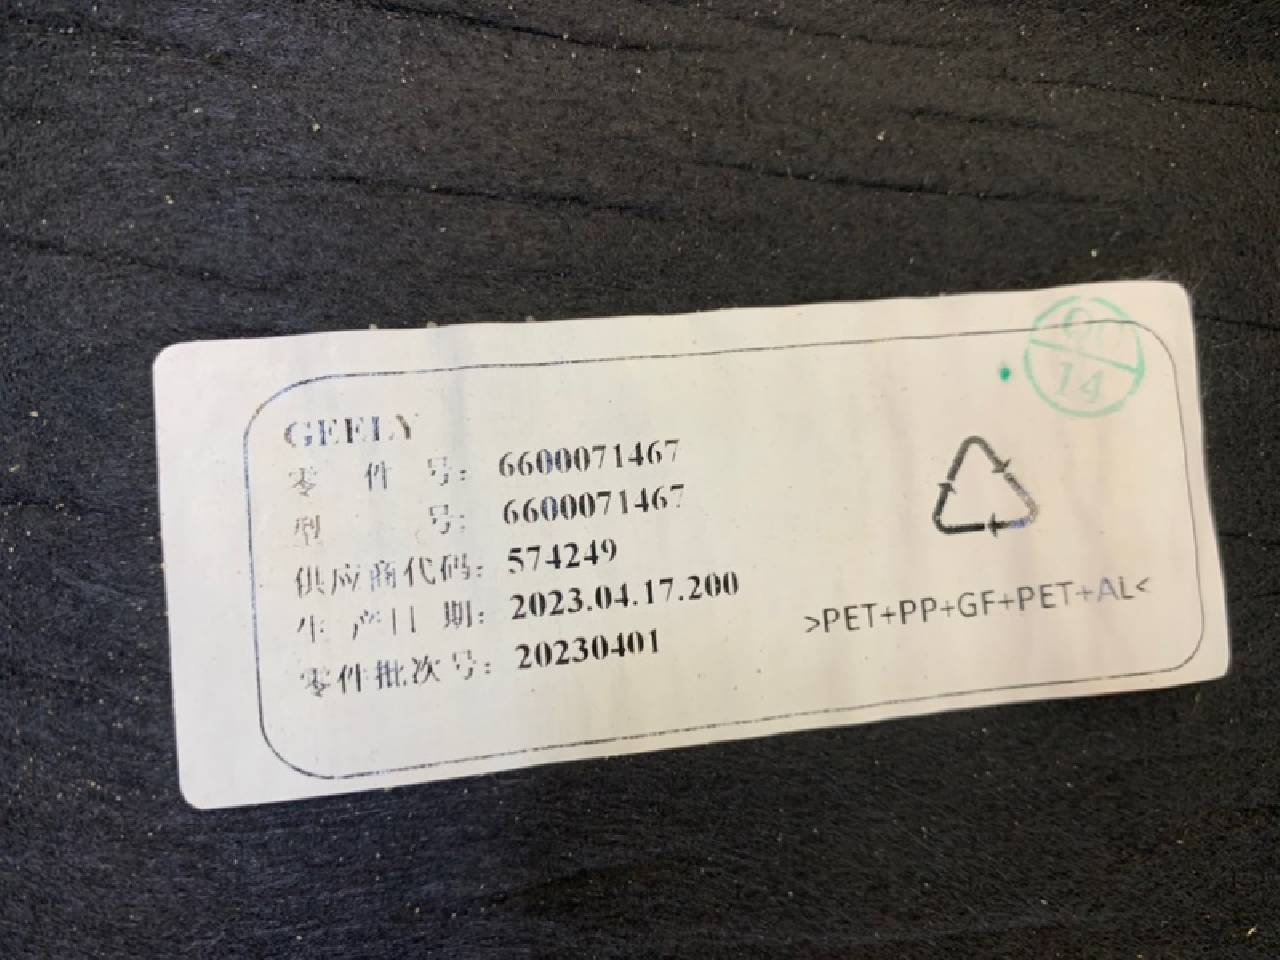 GEELY
零 件 号： 6600071467
型 号： 6600071467
供应商代码： 574249
生产日 期： 2023.04.17.200
零件批次号： 20230401
>PET+PP+GF+PET+AL<
14